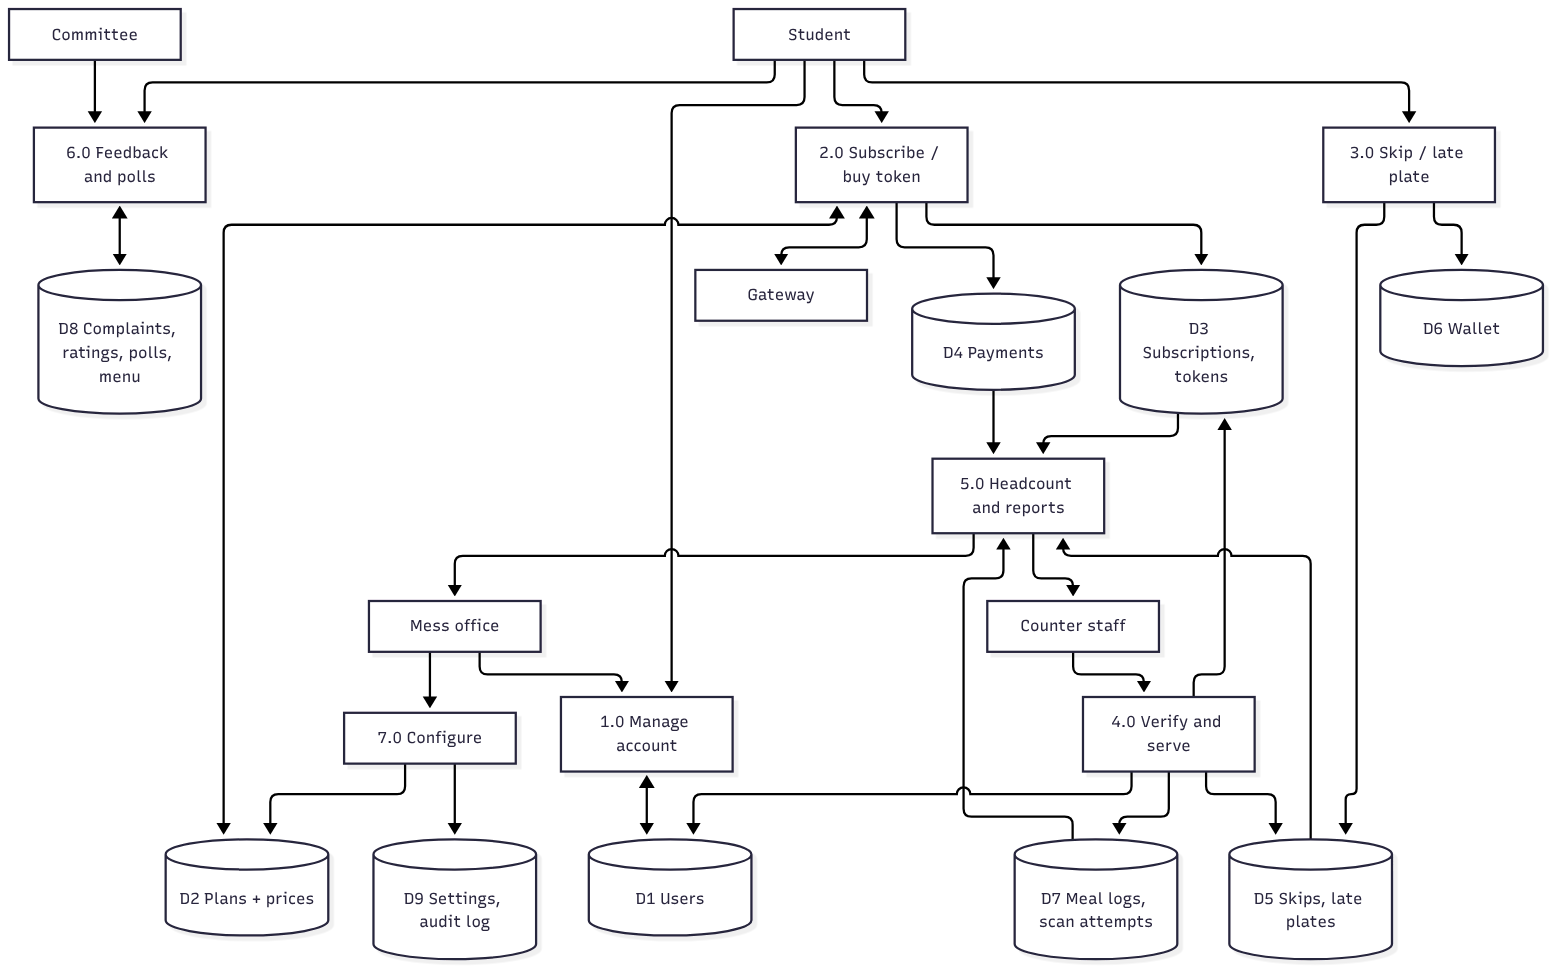 Committee
Student
6.0 Feedback
and polls
2.0 Subscribe /
buy token
3.0 Skip / late
plate
Gateway
D8 Complaints,
ratings, polls,
menu
D4 Payments
D3
Subscriptions,
tokens
D6 Wallet
5.0 Headcount
and reports
Mess office
Counter staff
7.0 Configure
1.0 Manage
account
4.0 Verify and
serve
D2 Plans + prices
D9 Settings,
audit log
D1 Users
D7 Meal logs,
scan attempts
D5 Skips, late
plates